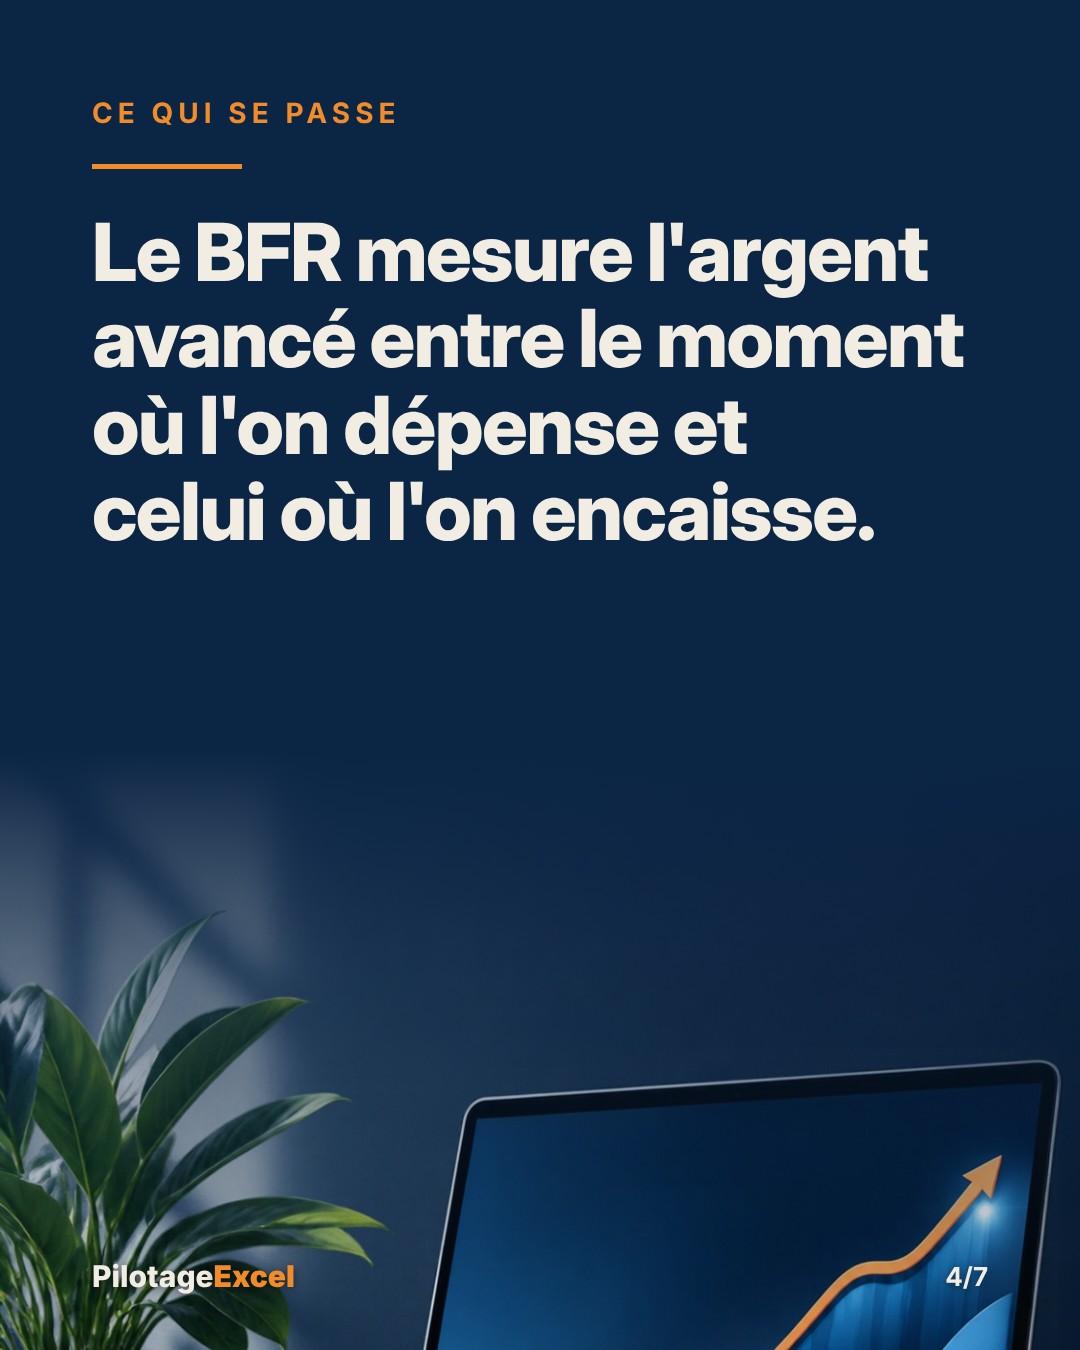 CE QUI SE PASSE
Le BFR mesure l'argent
avancé entre le moment
où l'on dépense et
celui où l'on encaisse.
PilotageExcel
4/7